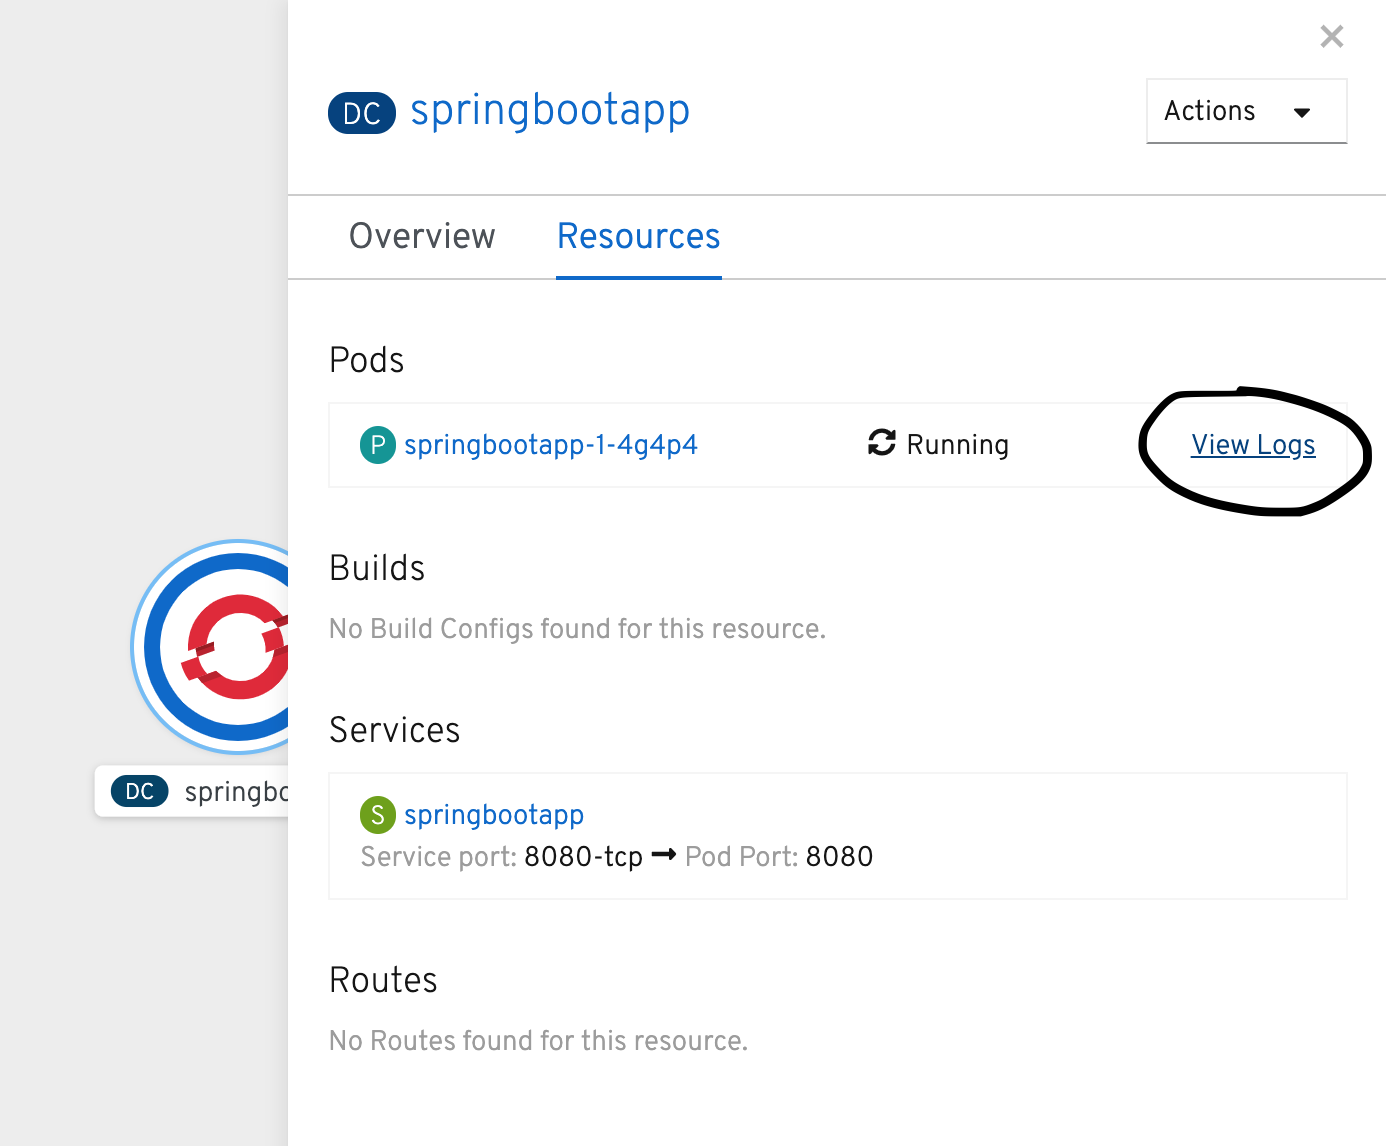 DC springbootapp
Actions
Overview Resources
Pods
P springbootapp-1-4g4p4 Running View Logs
Builds
No Build Configs found for this resource.
Services
S springbootapp
Service port: 8080-tcp → Pod Port: 8080
DC springbo
Routes
No Routes found for this resource.